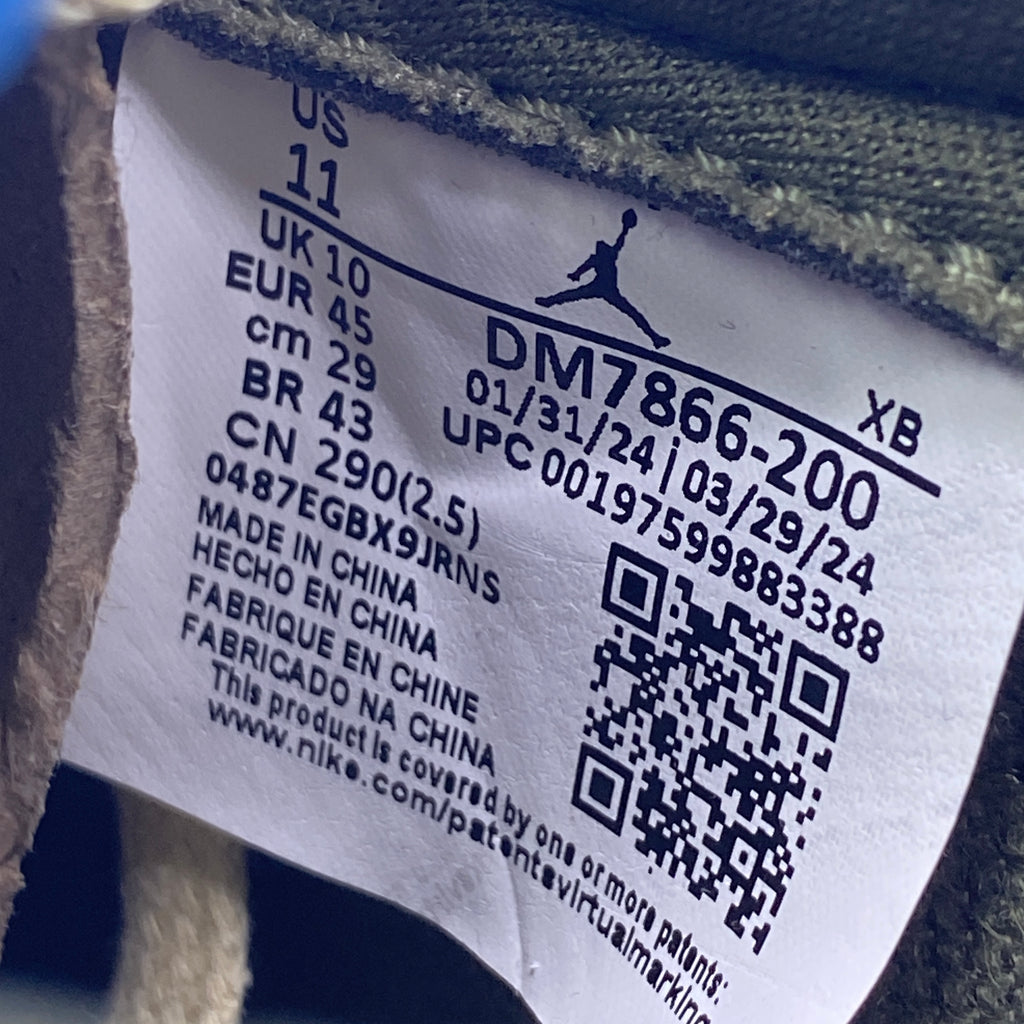 US
11
UK 10
EUR 45
cm 29
BR 43
CN 290(2.5)
0487EGBX9JRNS
MADE IN CHINA
HECHO EN CHINA
FABRIQUE EN CHINE
FABRICADO NA CHINA
This product is covered by one or more patents:
www.nike.com/patentsvirtualmarking
XB
DM7866-200
01/31/24 | 03/29/24
UPC 00197599883388